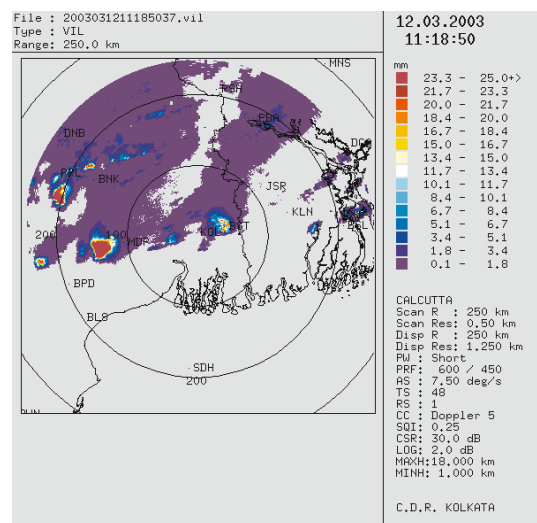 File : 2003031211185037.vil
Type : VIL
Range: 250.0 km
12.03.2003
11:18:50
mm
23.3 - 25.0+>
21.7 - 23.3
20.0 - 21.7
18.4 - 20.0
16.7 - 18.4
15.0 - 16.7
13.4 - 15.0
11.7 - 13.4
10.1 - 11.7
8.4 - 10.1
6.7 - 8.4
5.1 - 6.7
3.4 - 5.1
1.8 - 3.4
0.1 - 1.8
MNS
RSH
PBA
DNB
PRL
BNK
JSR
KLN
200
100
MDP
KOL
BPD
BLS
SDH
200
CALCUTTA
Scan R : 250 km
Scan Res: 0.50 km
Disp R : 250 km
Disp Res: 1.250 km
PW : Short
PRF: 600 / 450
AS : 7.50 deg/s
TS : 48
RS : 1
CC : Doppler 5
SQI: 0.25
CSR: 30.0 dB
LOG: 2.0 dB
MAXH:18.000 km
MINH: 1.000 km
C.D.R. KOLKATA